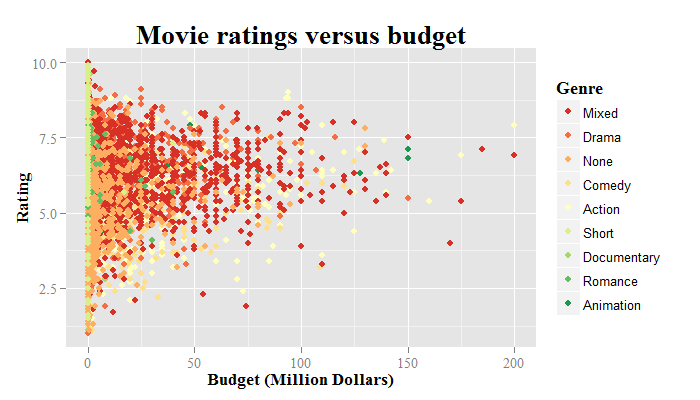 Movie ratings versus budget
Rating
10.0
7.5
5.0
2.5
0
50
100
150
200
Budget (Million Dollars)
Genre
Mixed
Drama
None
Comedy
Action
Short
Documentary
Romance
Animation